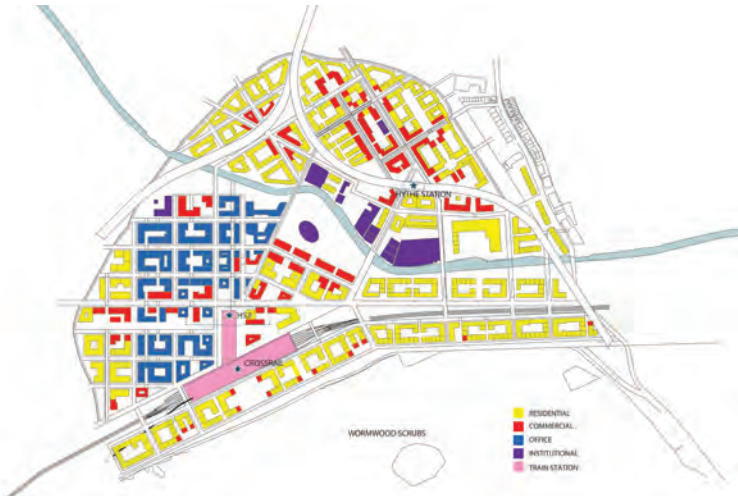 HYTHE STATION
HS2
CROSSRAIL
WORMWOOD SCRUBS
RESIDENTIAL
COMMERCIAL
OFFICE
INSTITUTIONAL
TRAIN STATION